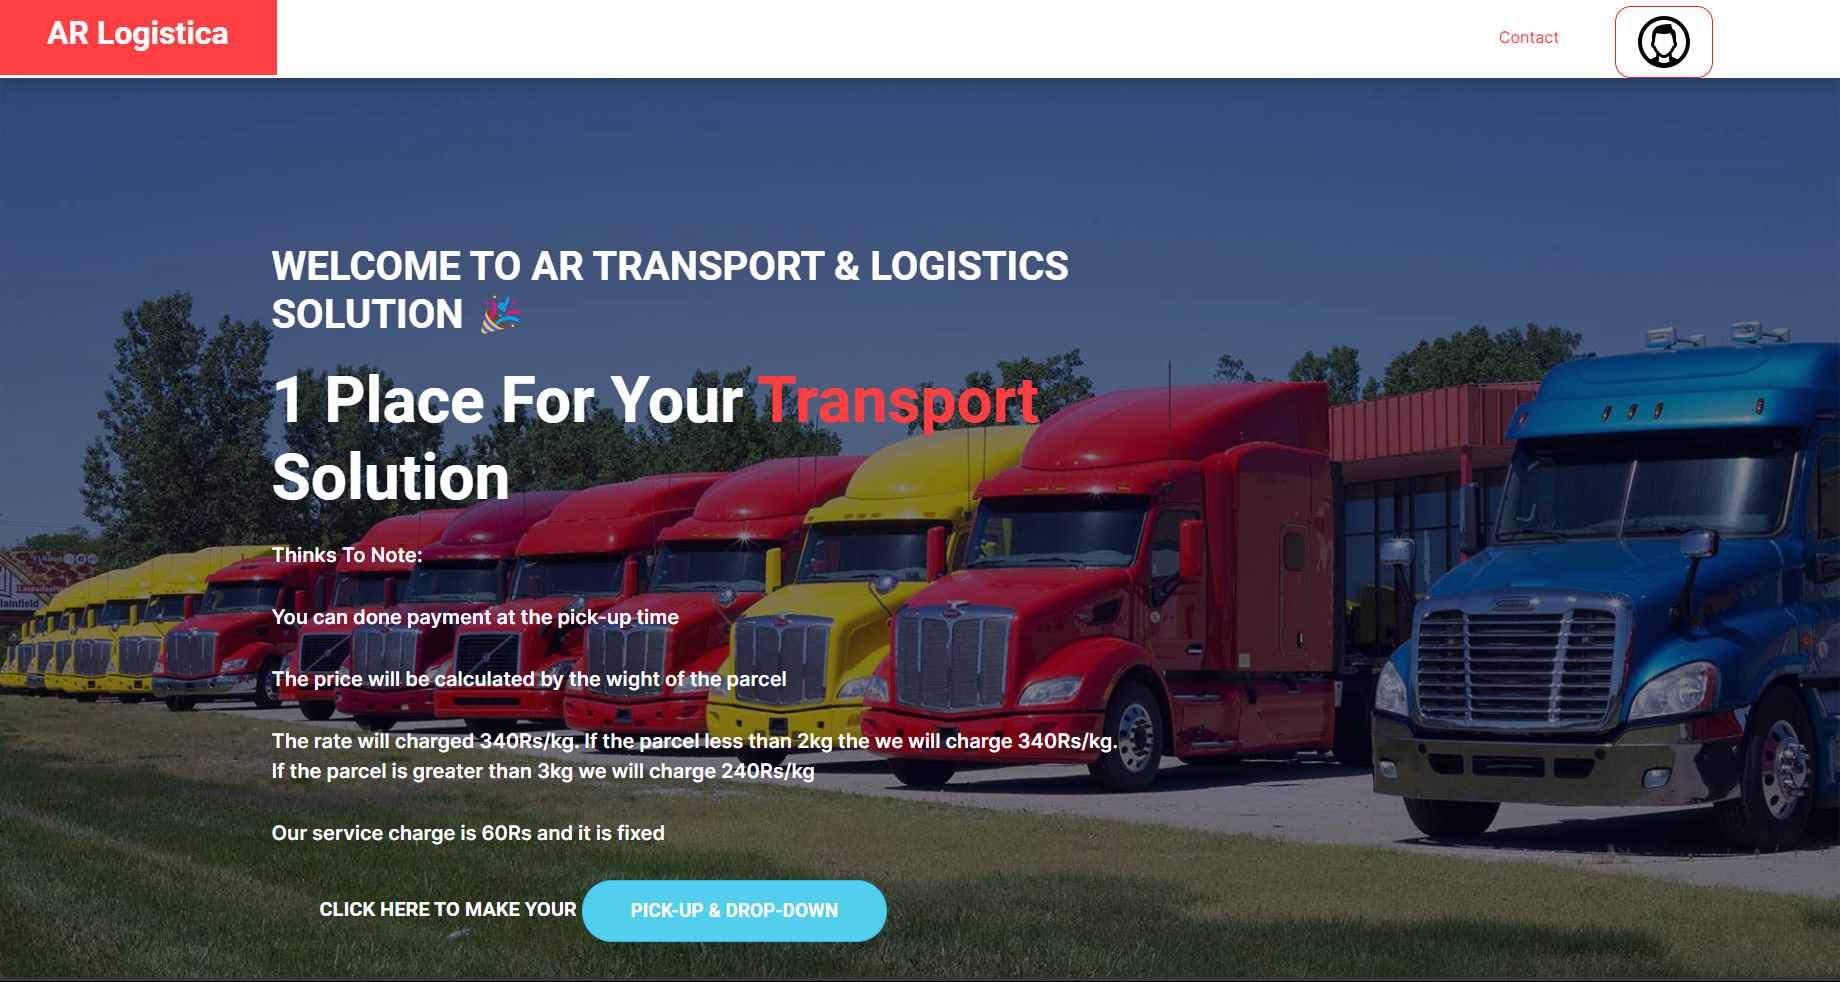 AR Logistica
Contact
WELCOME TO AR TRANSPORT & LOGISTICS
SOLUTION 🎉
1 Place For Your Transport
Solution
Thinks To Note:
You can done payment at the pick-up time
The price will be calculated by the wight of the parcel
The rate will charged 340Rs/kg. If the parcel less than 2kg the we will charge 340Rs/kg.
If the parcel is greater than 3kg we will charge 240Rs/kg
Our service charge is 60Rs and it is fixed
CLICK HERE TO MAKE YOUR PICK-UP & DROP-DOWN